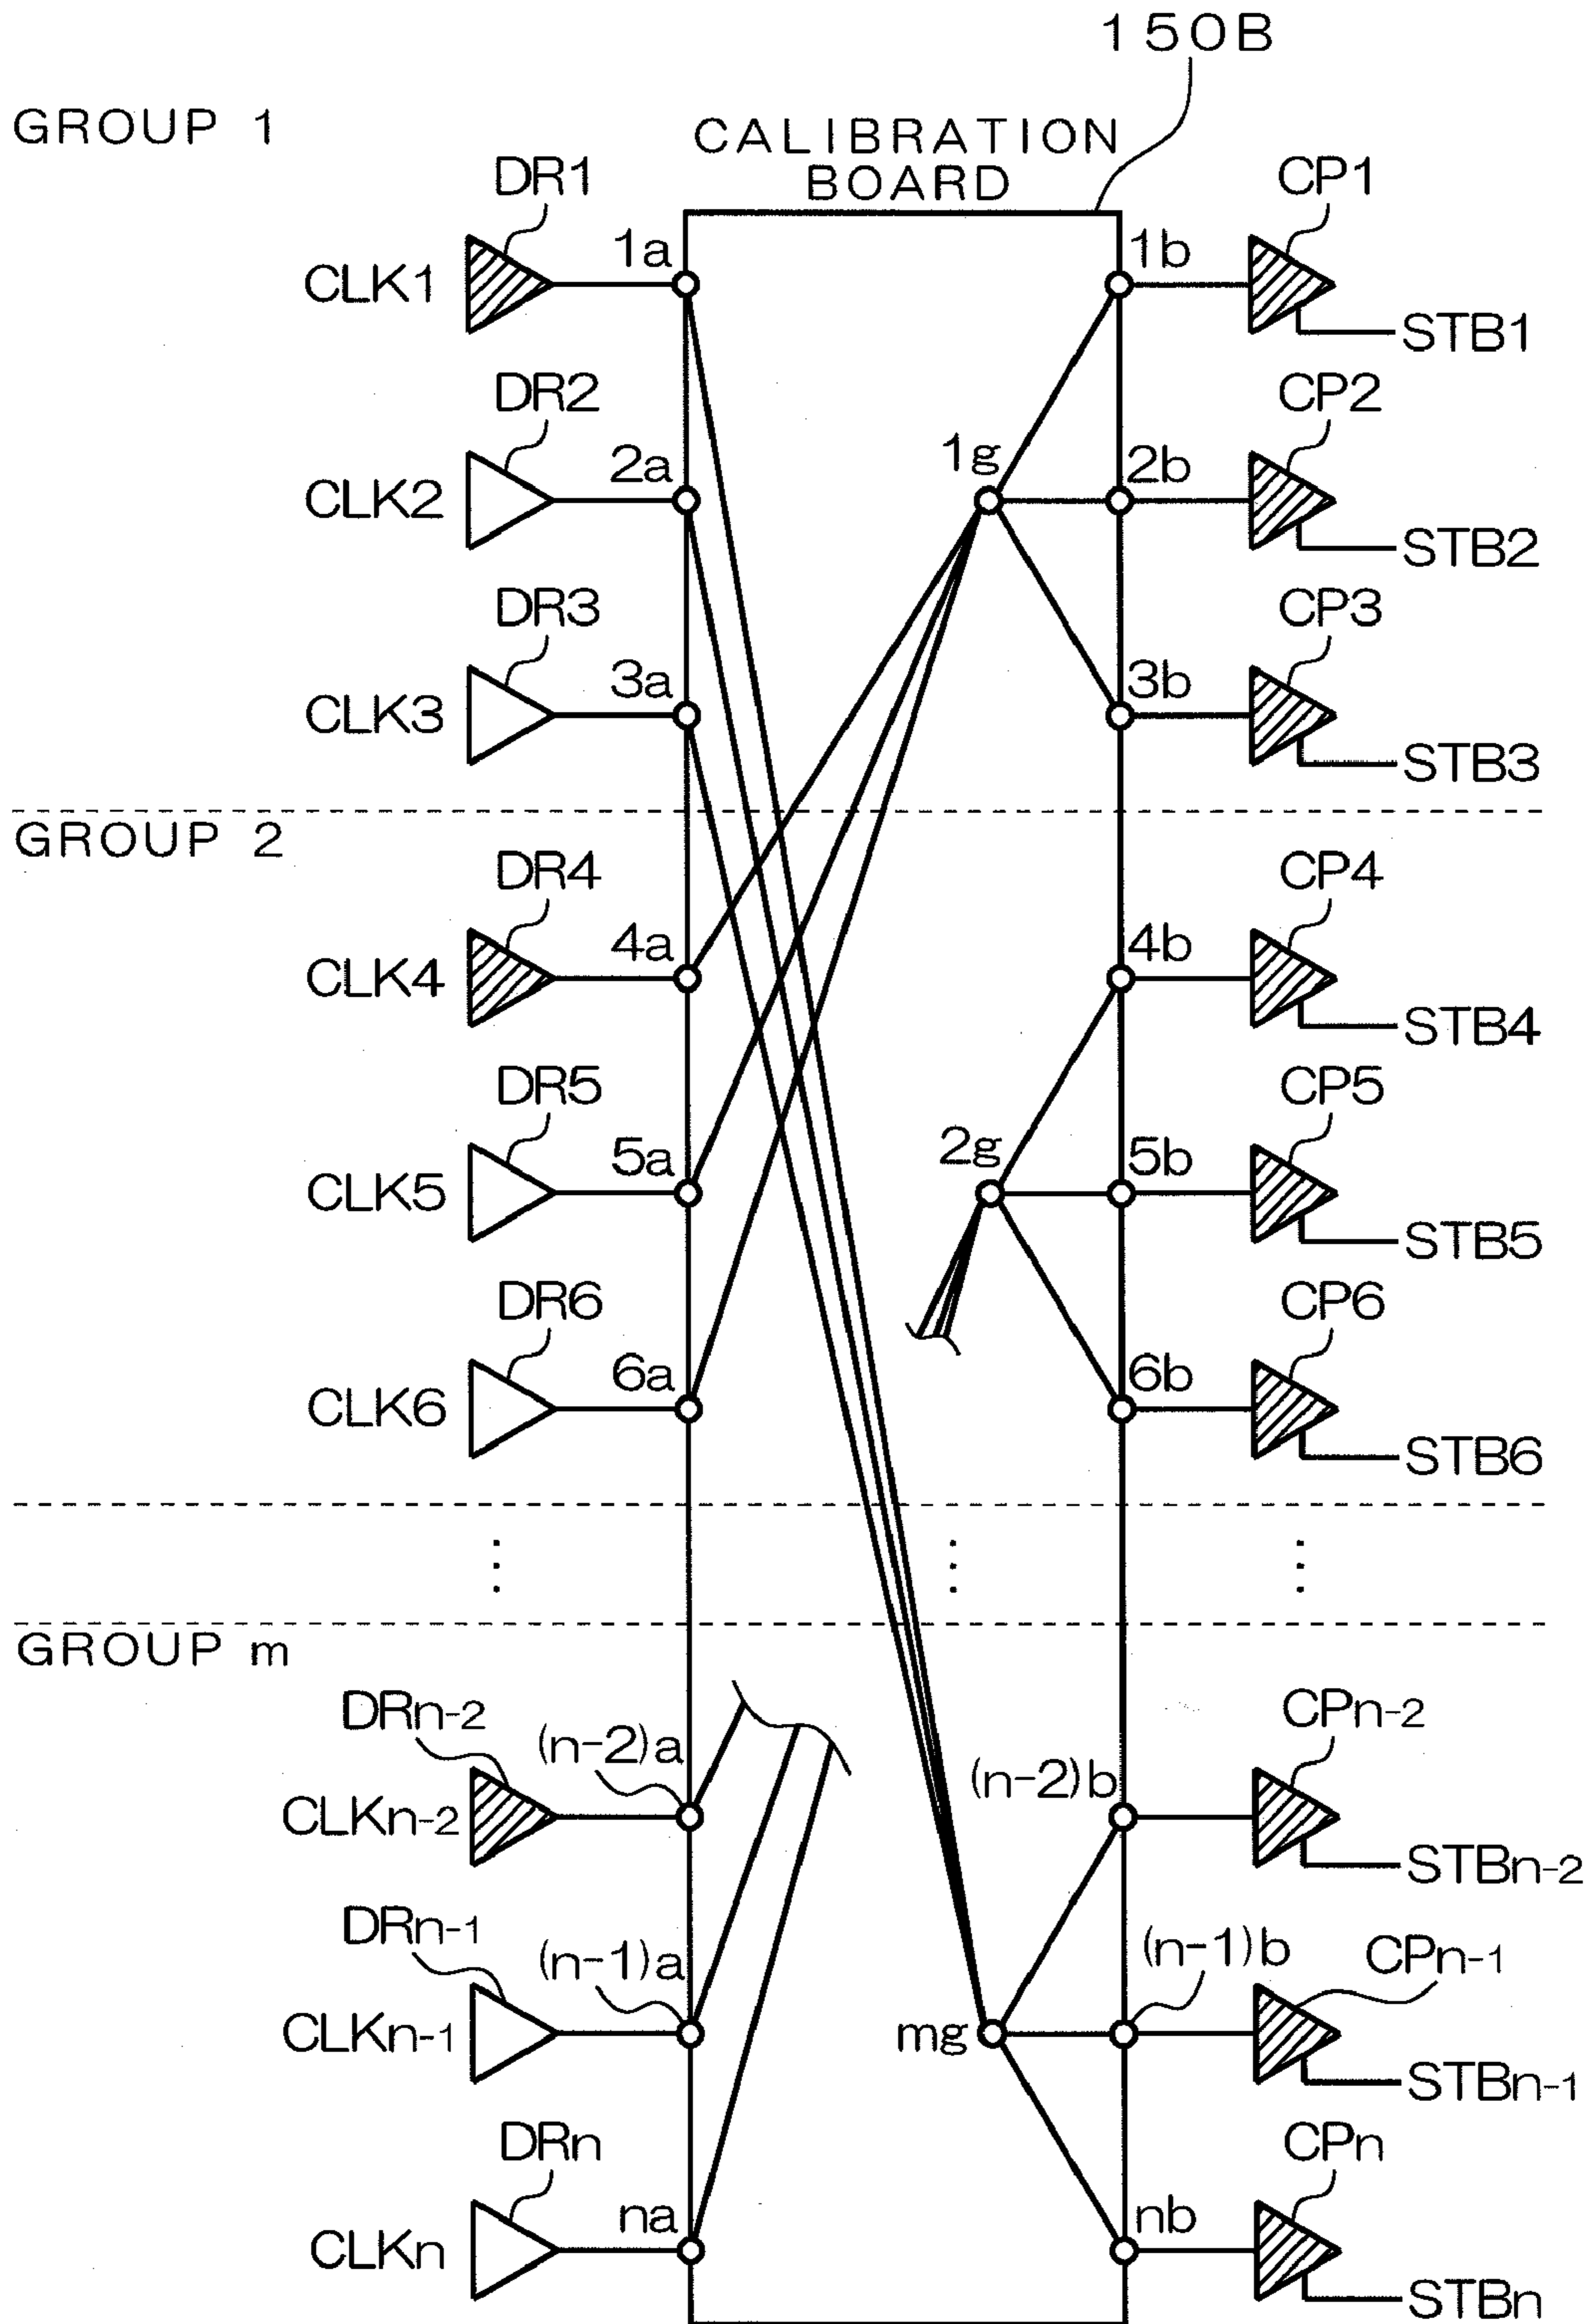 150B
GROUP 1
CALIBRATION
BOARD
DR1
1a
1b
CP1
CLK1
STB1
DR2
2a
1g
2b
CP2
CLK2
STB2
DR3
3a
3b
CP3
CLK3
STB3
GROUP 2
DR4
4a
4b
CP4
CLK4
STB4
DR5
5a
2g
5b
CP5
CLK5
STB5
DR6
6a
6b
CP6
CLK6
STB6
GROUP m
DRn-2
(n-2)a
(n-2)b
CPn-2
CLKn-2
STBn-2
DRn-1
(n-1)a
(n-1)b
CPn-1
CLKn-1
mg
STBn-1
DRn
na
nb
CPn
CLKn
STBn